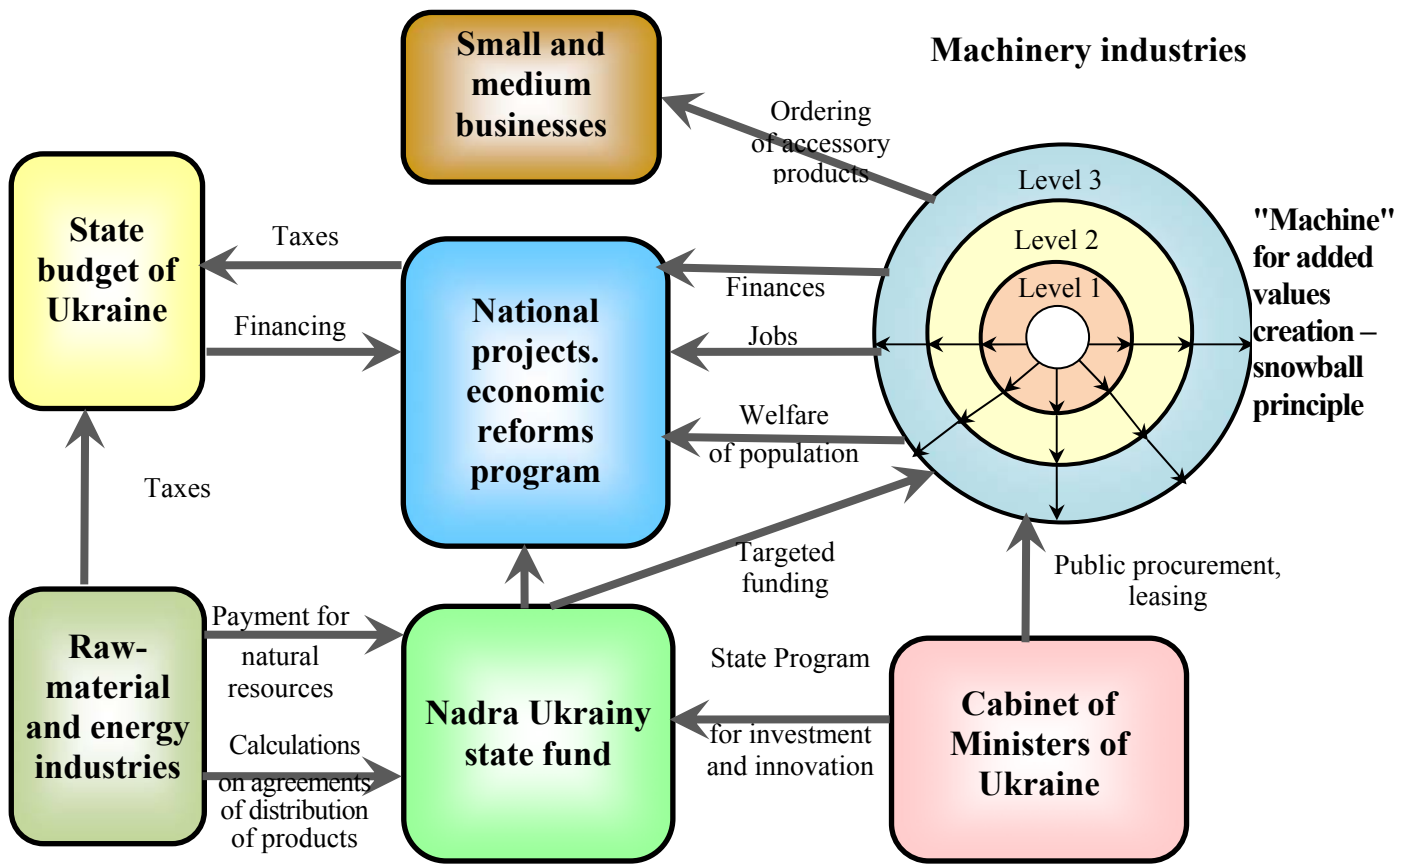 Small and
medium
businesses
Machinery industries
Ordering
of accessory
products
Level 3
Level 2
Level 1
"Machine"
for added
values
creation –
snowball
principle
State
budget of
Ukraine
Taxes
Financing
National
projects.
economic
reforms
program
Finances
Jobs
Welfare
of population
Taxes
Targeted
funding
Public procurement,
leasing
Raw-
material
and energy
industries
Payment for
natural
resources
Calculations
on agreements
of distribution
of products
Nadra Ukrainy
state fund
State Program
for investment
and innovation
Cabinet of
Ministers of
Ukraine